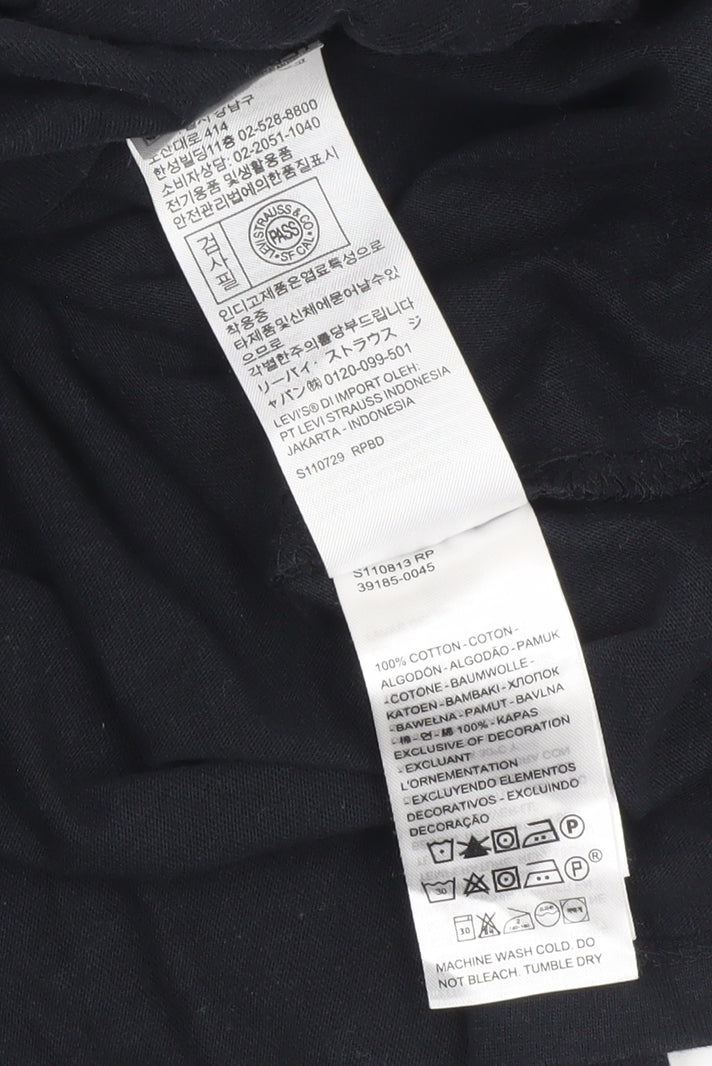 강남구
414
한성빌딩11층 02-528-8800
소비자상담: 02-2051-1040
전기용품 및생활용품
안전관리법에의한품질표시
검사필
LEVI STRAUSS & CO
PASS
SF CAL.
인디고제품은염료특성으로
착용중
타제품및신체에묻어날수있
으므로
각별한주의를당부드립니다
リーバイ・ストラウス ジ
ャパン㈱ 0120-099-501
LEVI'S® DI IMPORT OLEH:
PT LEVI STRAUSS INDONESIA
JAKARTA - INDONESIA
S110729 RPBD
S110813 RP
39185-0045
100% COTTON - COTON -
ALGODÓN - ALGODÃO - PAMUK
- COTONE - BAUMWOLLE -
KATOEN - BAMBAKI - ХЛОПОК
- BAWEŁNA - PAMUT - BAVLNA
- 棉 - 면 - 綿 100% - KAPAS
EXCLUSIVE OF DECORATION
- EXCLUANT
L'ORNEMENTATION
- EXCLUYENDO ELEMENTOS
DECORATIVOS - EXCLUINDO
DECORAÇÃO
P
30 P ®
30
MACHINE WASH COLD. DO
NOT BLEACH. TUMBLE DRY